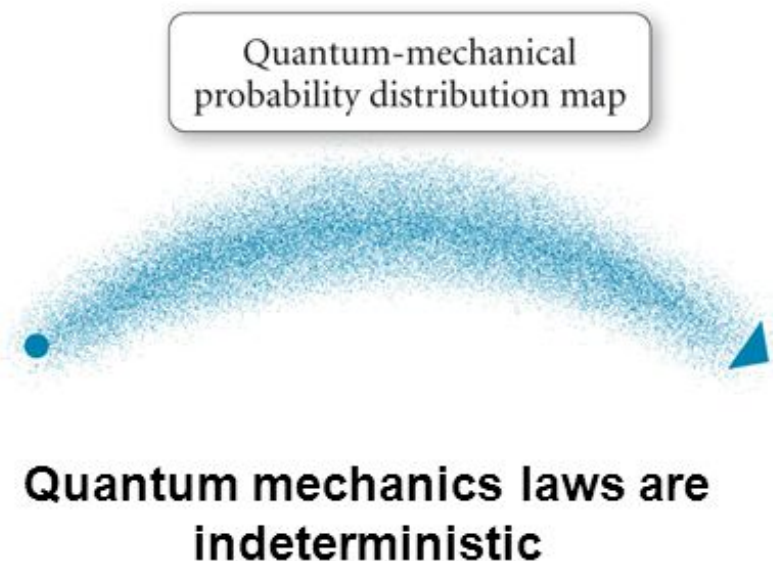 Quantum-mechanical
probability distribution map
Quantum mechanics laws are
indeterministic